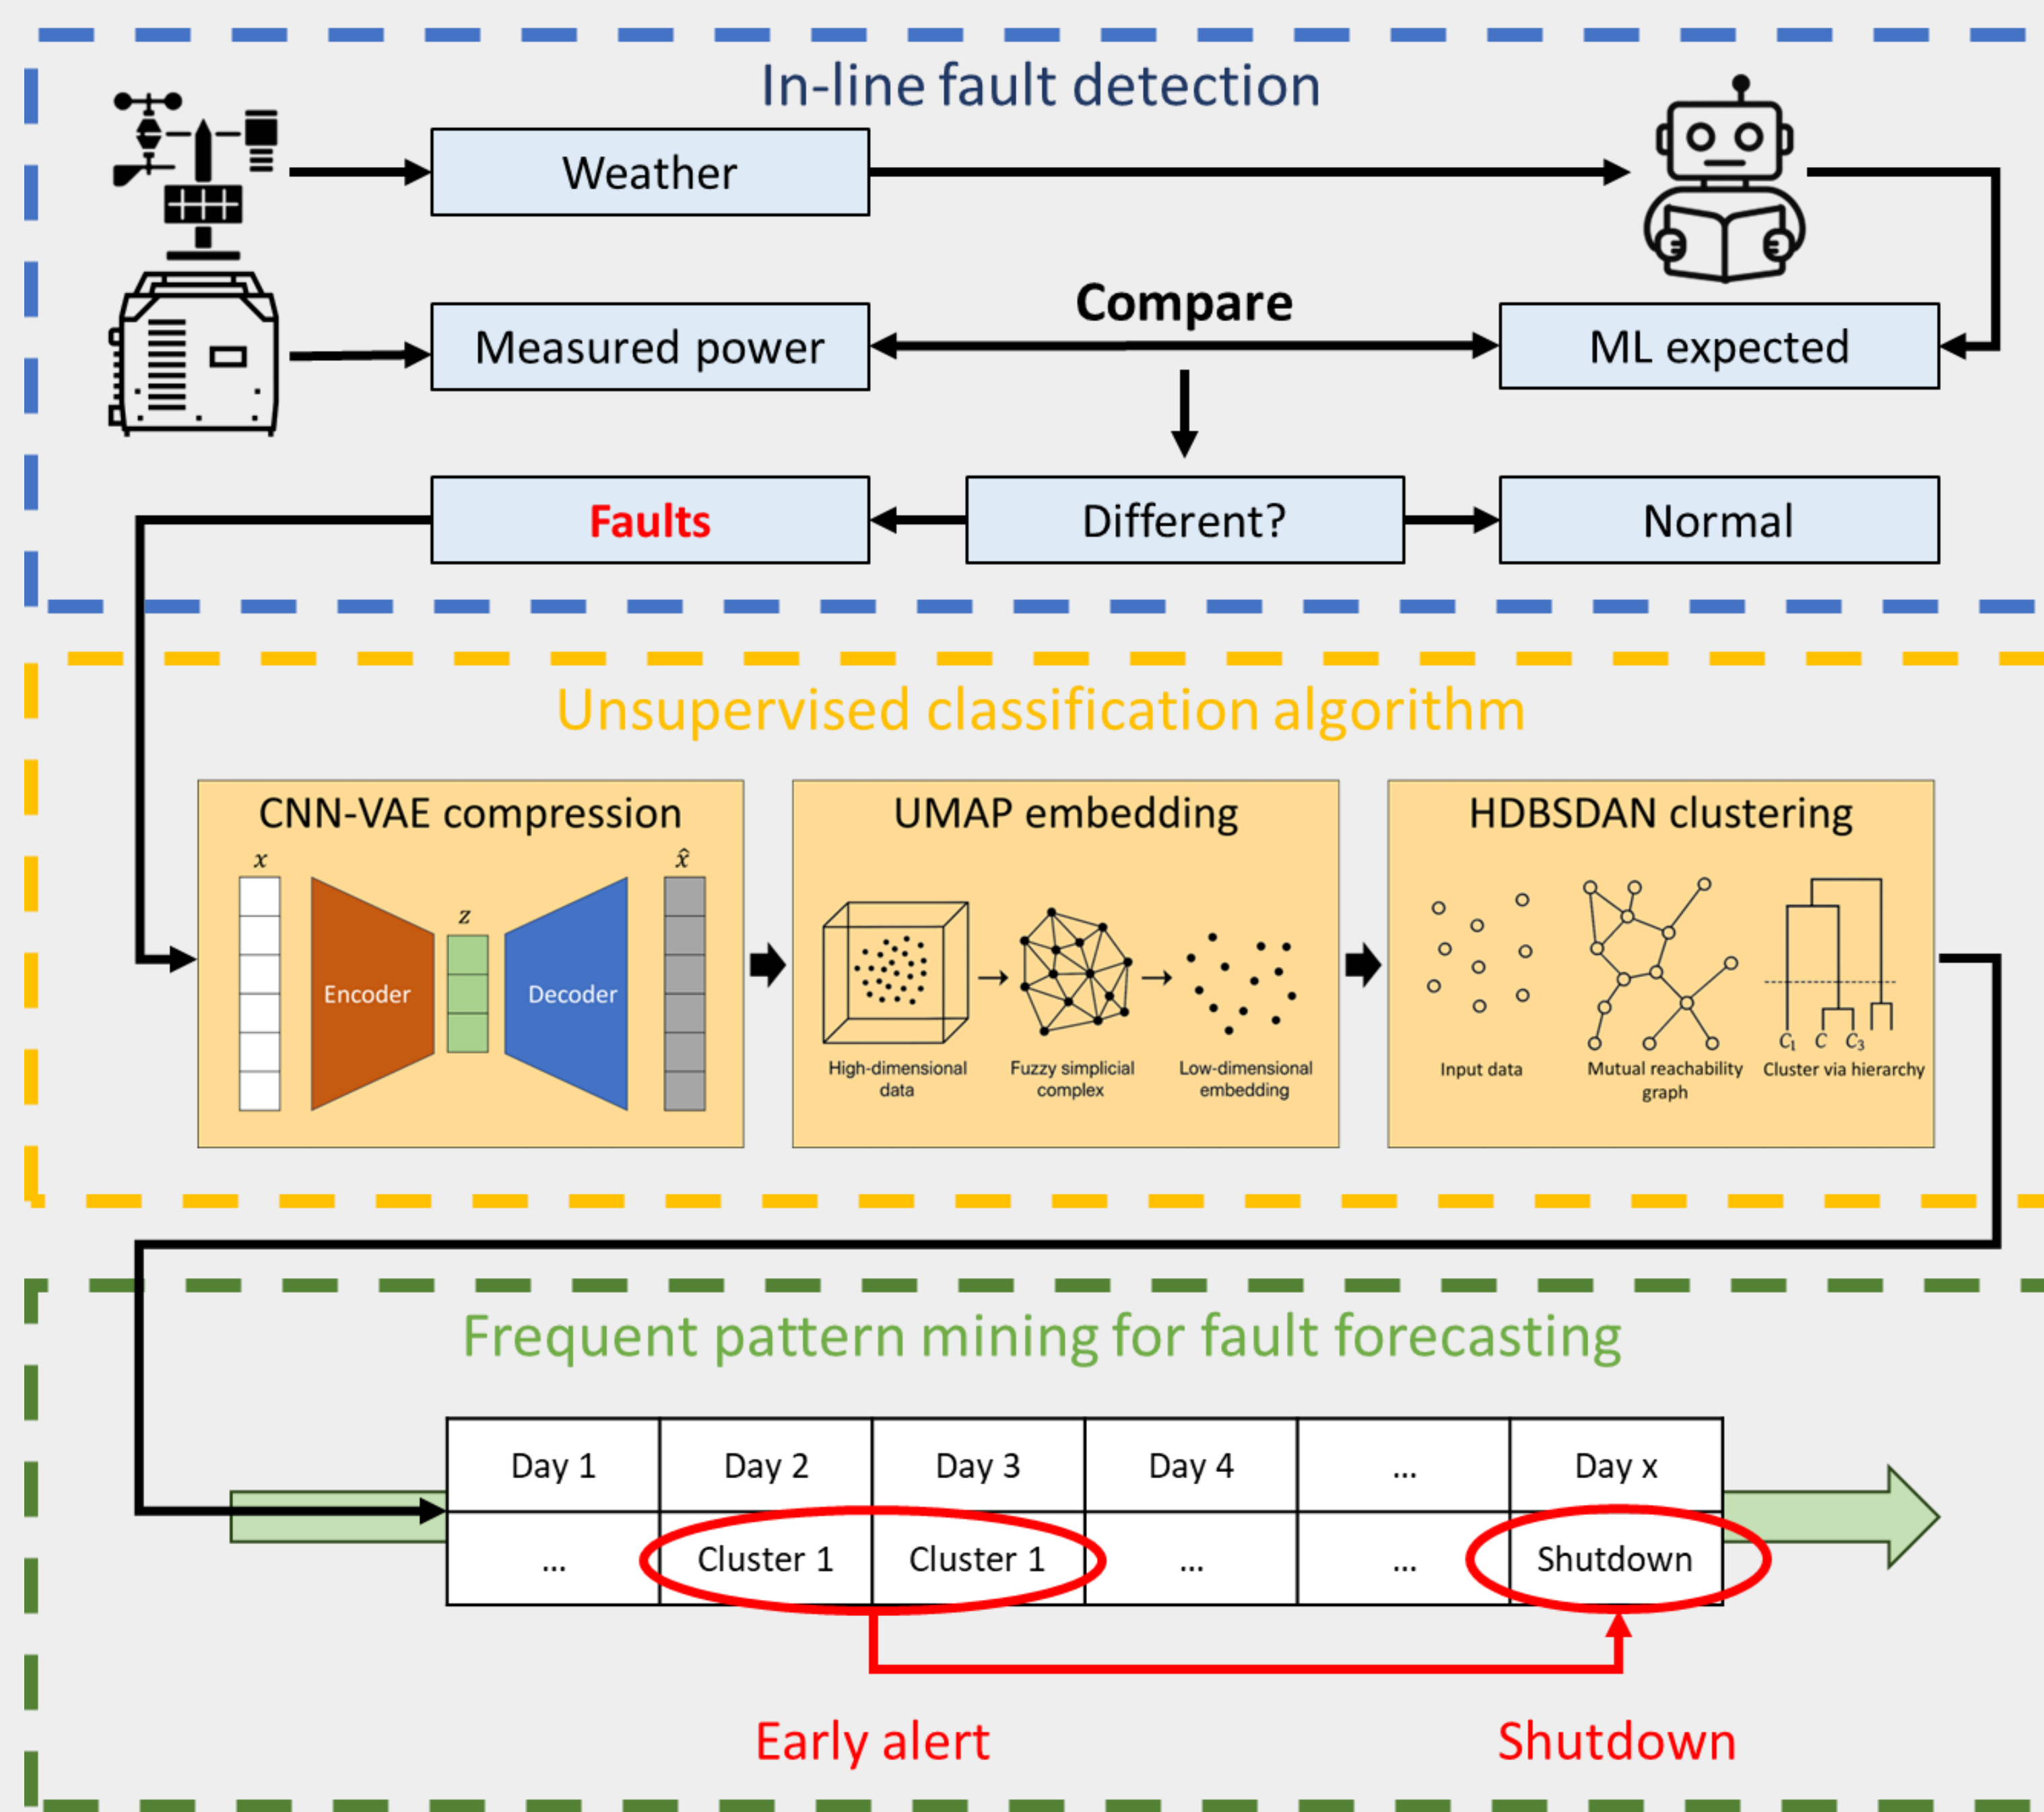 In-line fault detection
Weather
Compare
Measured power
ML expected
Faults
Different?
Normal
Unsupervised classification algorithm
CNN-VAE compression
x
x̂
z
Encoder
Decoder
UMAP embedding
High-dimensional
data
Fuzzy simplicial
complex
Low-dimensional
embedding
HDBSDAN clustering
C₁ C C₃
Input data
Mutual reachability
graph
Cluster via hierarchy
Frequent pattern mining for fault forecasting
Day 1 Day 2 Day 3 Day 4 ... Day x
... Cluster 1 Cluster 1 ... ... Shutdown
Early alert
Shutdown